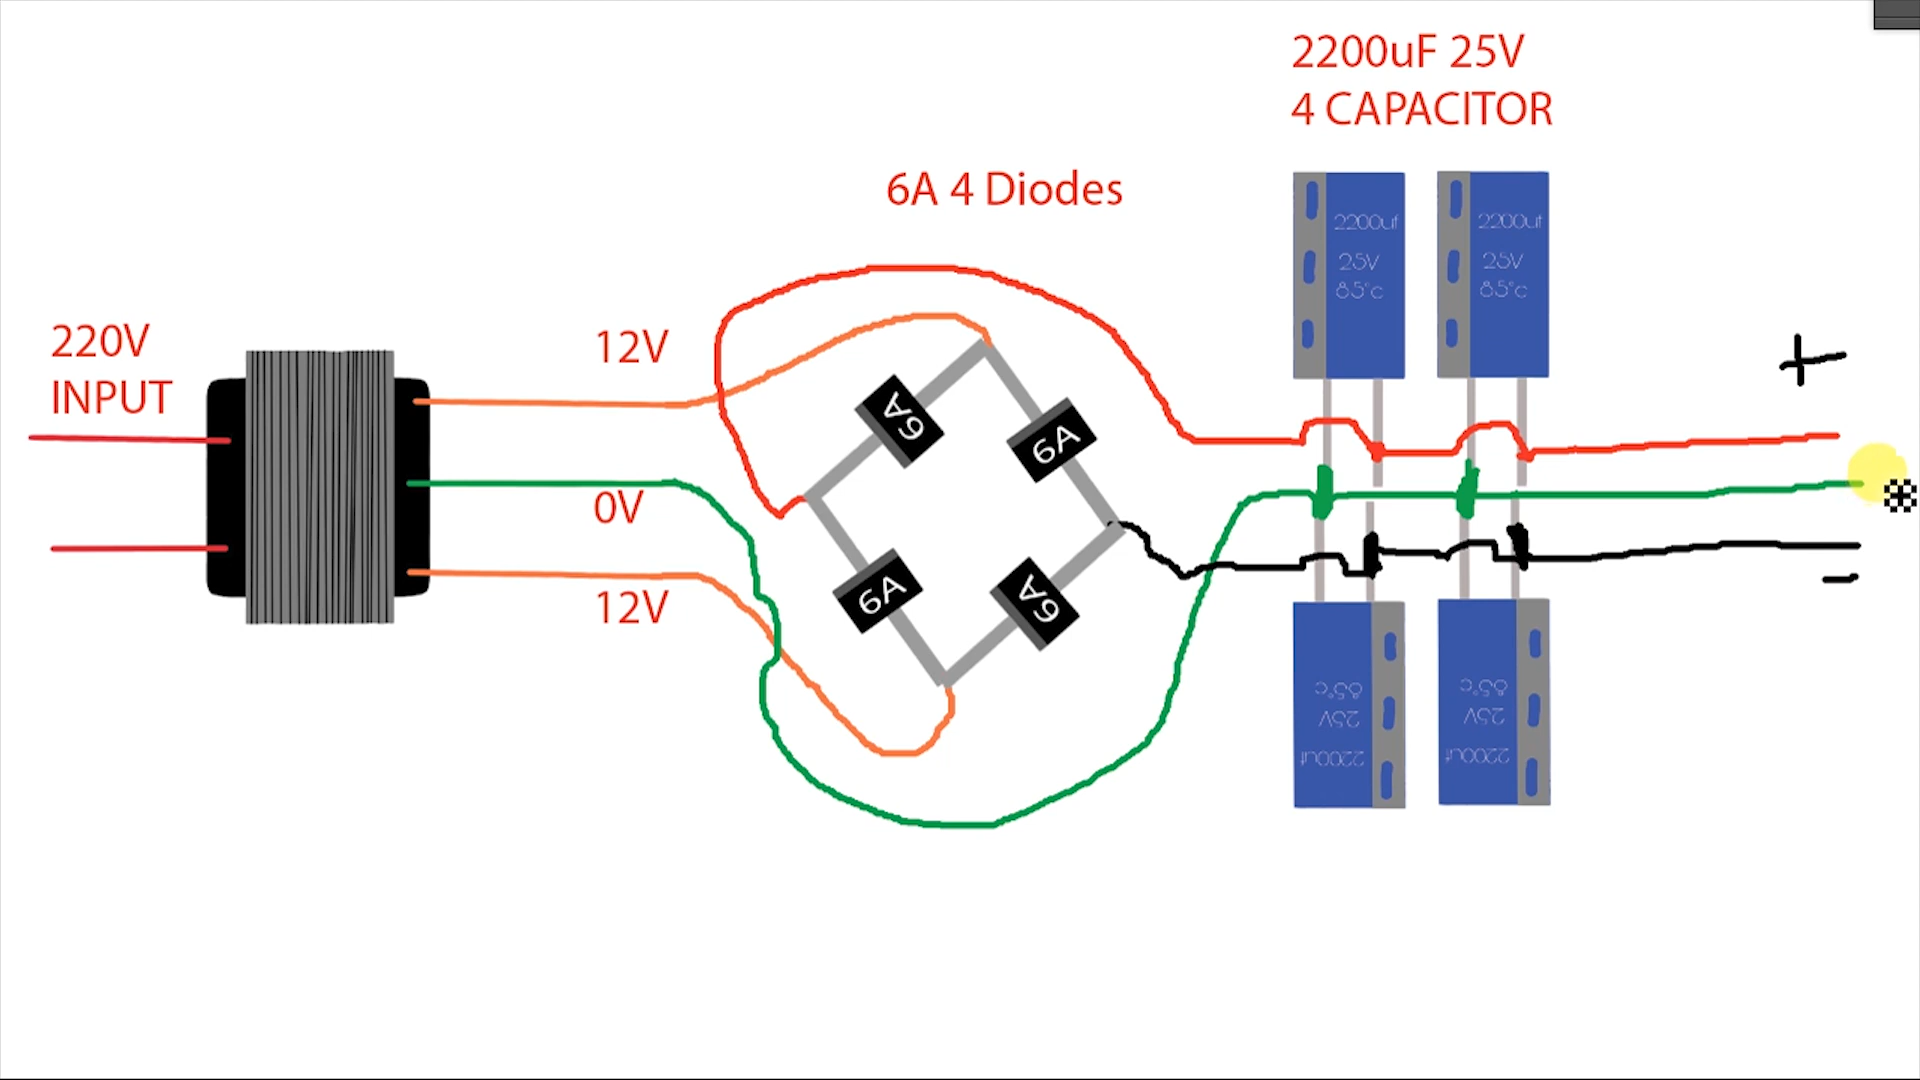 2200uF 25V
4 CAPACITOR
6A 4 Diodes
2200uf
25V
85°c
2200uf
25V
85°c
220V
INPUT
12V
0V
12V
6A
6A
6A
6A
+
-
85°c
25V
2200uf
85°c
25V
2200uf